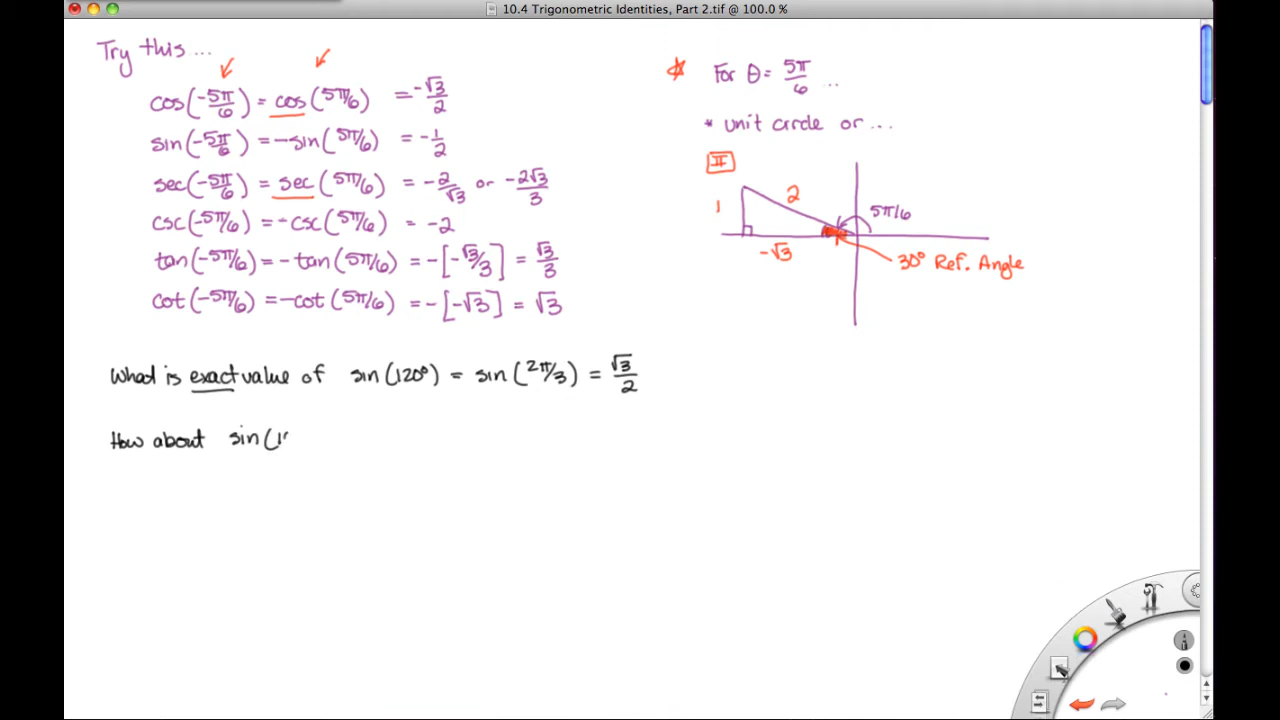 10.4 Trigonometric Identities, Part 2.tif @ 100.0 %
Try this ...
cos(-5π/6) = cos(5π/6) = -√3/2
sin(-5π/6) = -sin(5π/6) = -1/2
sec(-5π/6) = sec(5π/6) = -2/√3 or -2√3/3
csc(-5π/6) = -csc(5π/6) = -2
tan(-5π/6) = -tan(5π/6) = -[-√3/3] = √3/3
cot(-5π/6) = -cot(5π/6) = -[-√3] = √3
For θ = 5π/6 ...
* unit circle or ...
II
1
2
5π/6
-√3
30° Ref. Angle
What is exact value of sin(120°) = sin(2π/3) = √3/2
How about sin(1